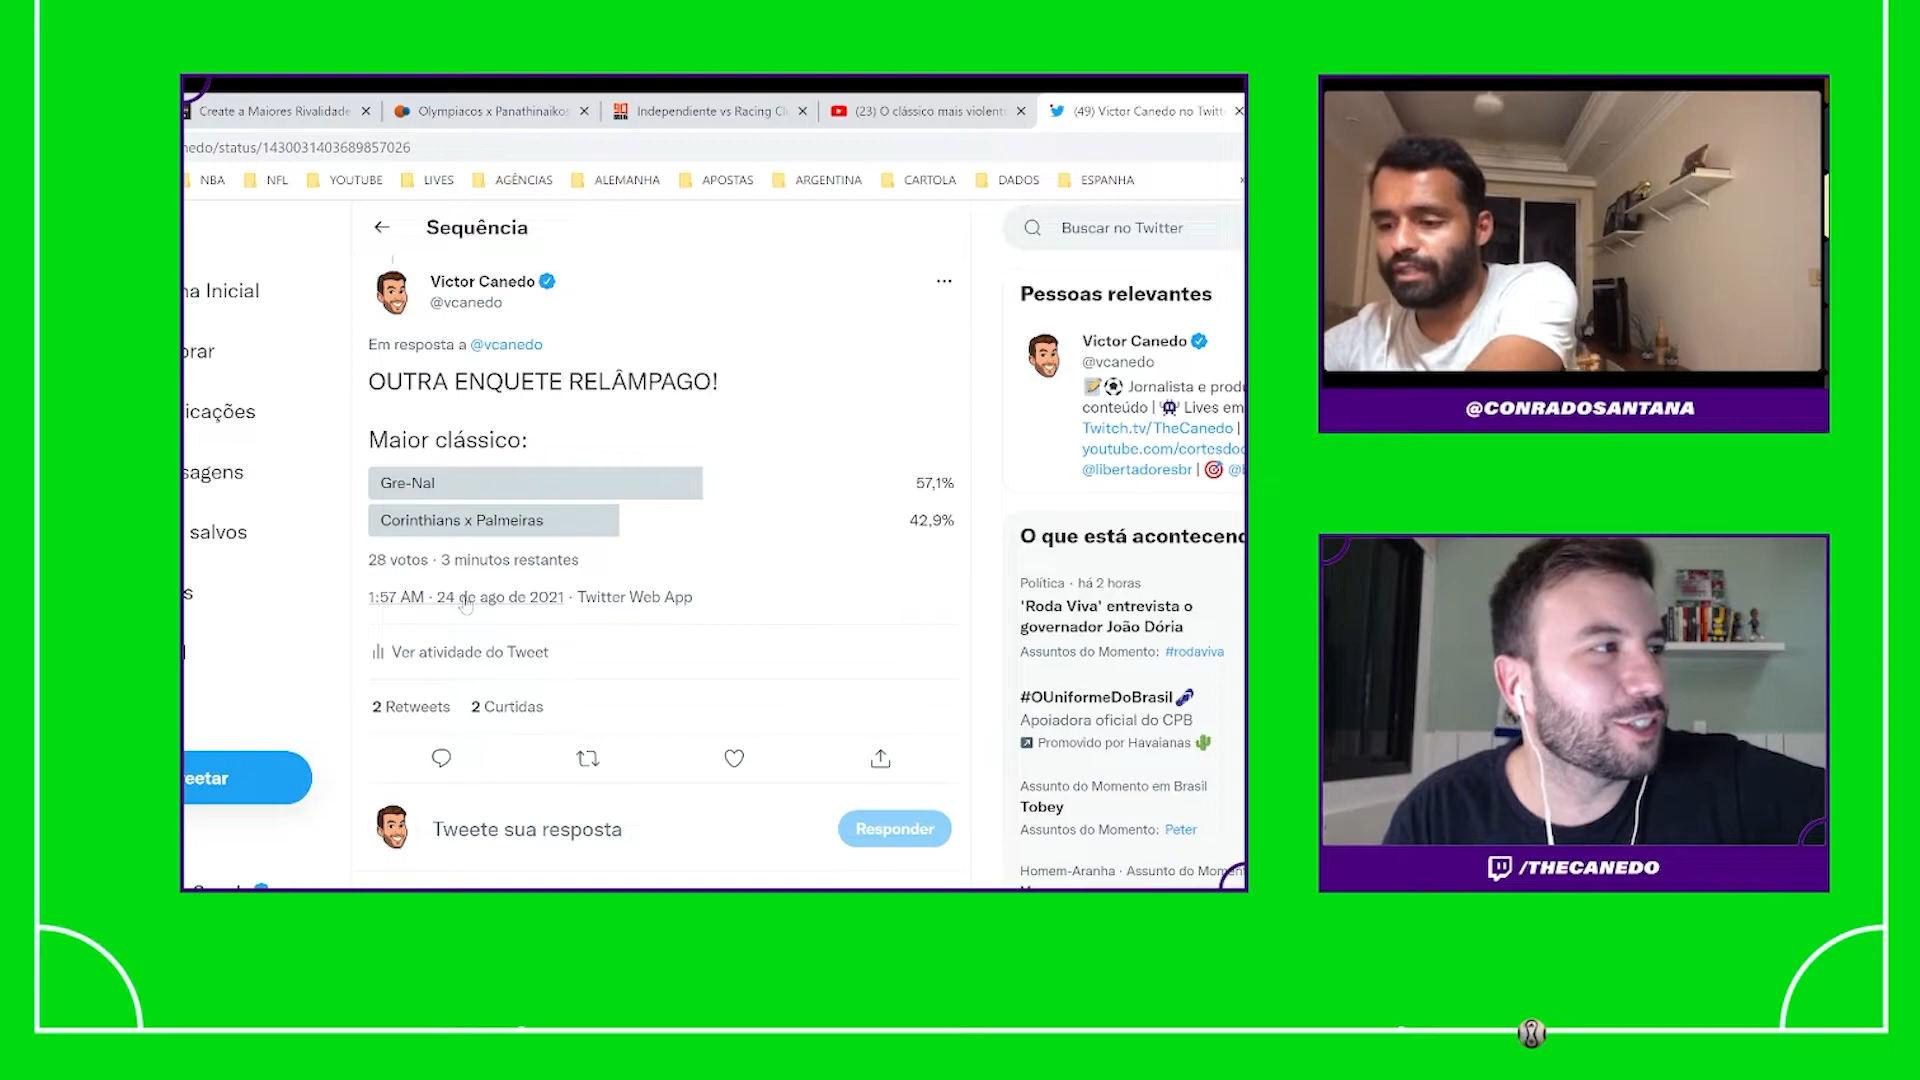 Create a Maiores Rivalidade
Olympiacos x Panathinaikos
Independiente vs Racing Cl
(23) O clássico mais violent
(49) Victor Canedo no Twitt
nedo/status/1430031403689857026
NBA
NFL
YOUTUBE
LIVES
AGÊNCIAS
ALEMANHA
APOSTAS
ARGENTINA
CARTOLA
DADOS
ESPANHA
na Inicial
orar
icações
sagens
salvos
s
eetar
Sequência
Victor Canedo
@vcanedo
Em resposta a @vcanedo
OUTRA ENQUETE RELÂMPAGO!
Maior clássico:
Gre-Nal 57,1%
Corinthians x Palmeiras 42,9%
28 votos · 3 minutos restantes
1:57 AM · 24 de ago de 2021 · Twitter Web App
Ver atividade do Tweet
2 Retweets 2 Curtidas
Tweete sua resposta
Responder
Buscar no Twitter
Pessoas relevantes
Victor Canedo
@vcanedo
Jornalista e produ
conteúdo | Lives em
Twitch.tv/TheCanedo |
youtube.com/cortesdoc
@libertadoresbr | @
O que está acontecend
Política · há 2 horas
'Roda Viva' entrevista o
governador João Dória
Assuntos do Momento: #rodaviva
#OUniformeDoBrasil
Apoiadora oficial do CPB
Promovido por Havaianas
Assunto do Momento em Brasil
Tobey
Assuntos do Momento: Peter
Homem-Aranha · Assunto do Momen
@CONRADOSANTANA
/THECANEDO